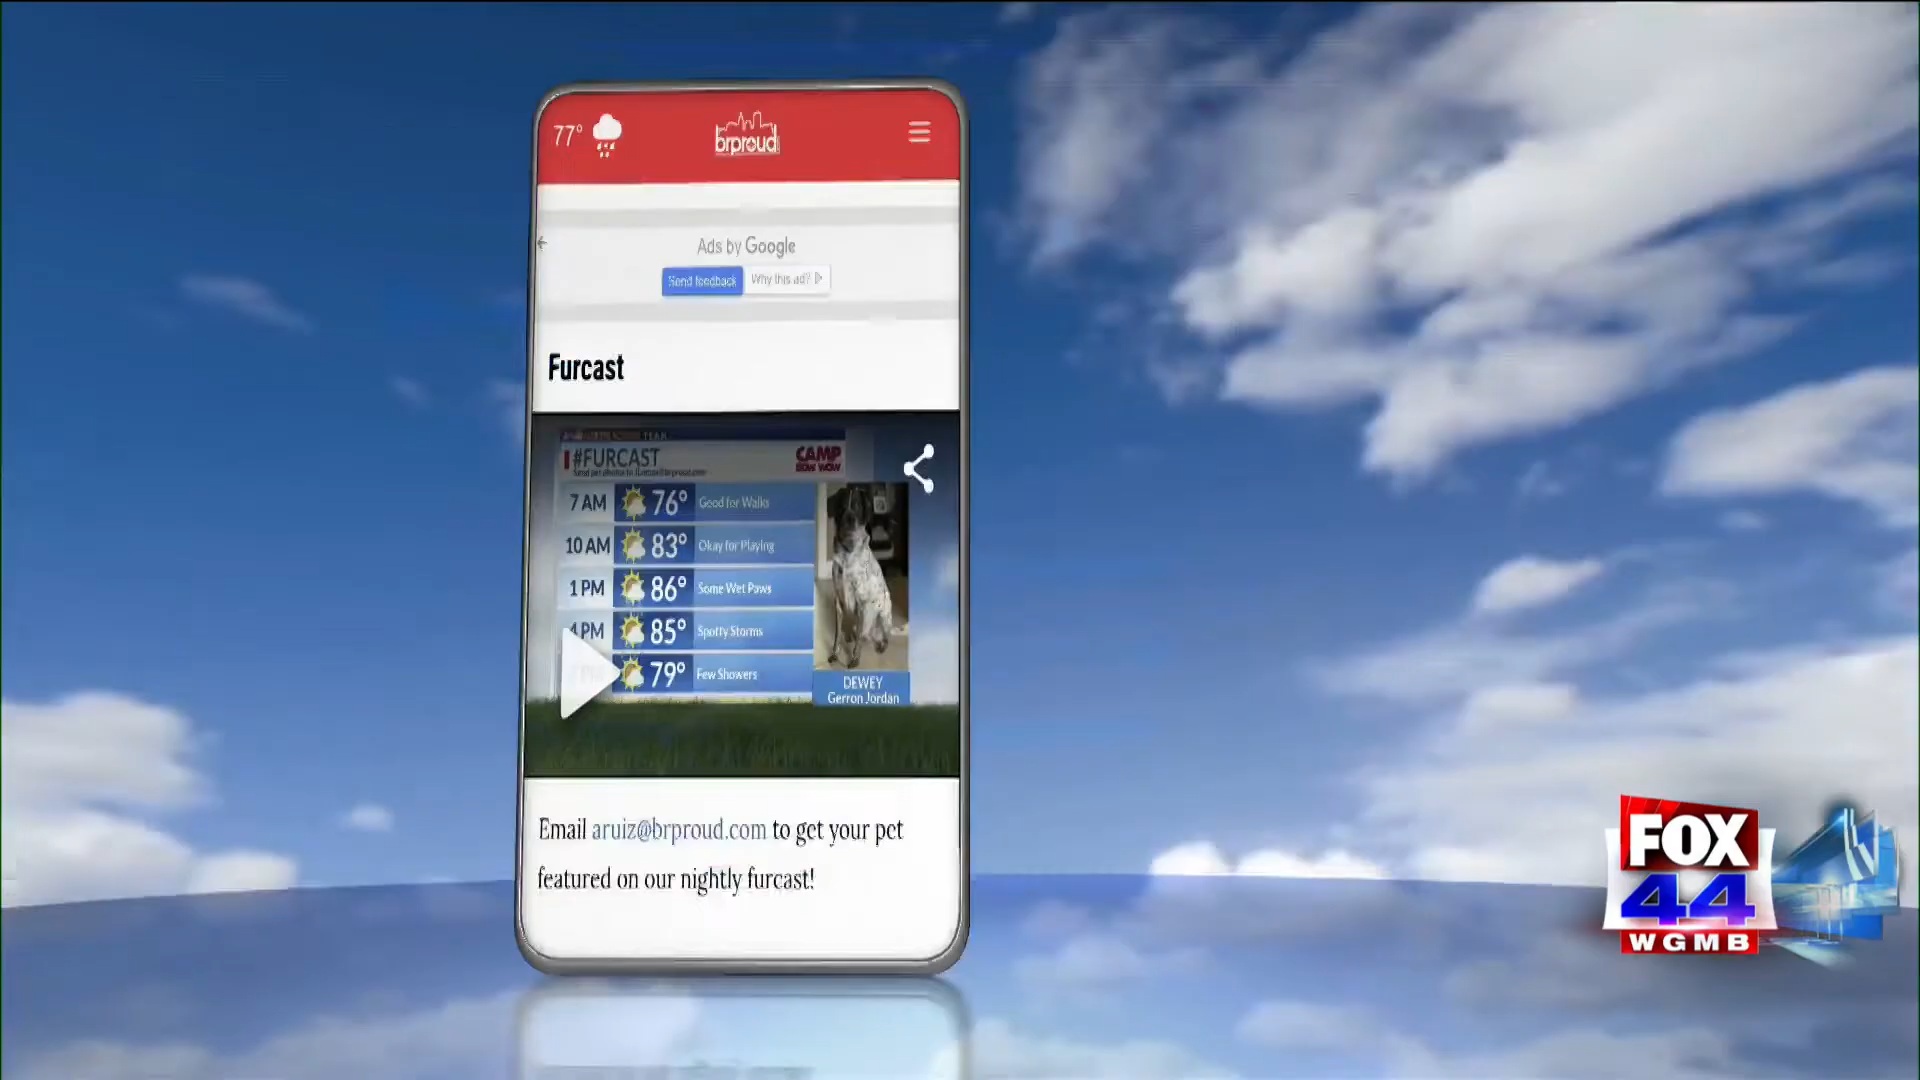 77°
brproud
Ads by Google
Send feedback
Why this ad?
Furcast
#FURCAST
CAMP
BOW WOW
7 AM 76° Good for Walks
10 AM 83° Okay for Playing
1 PM 86° Some Wet Paws
4 PM 85° Spotty Storms
79° Few Showers
DEWEY
Gerron Jordan
Email aruiz@brproud.com to get your pet
featured on our nightly furcast!
FOX
44
WGMB